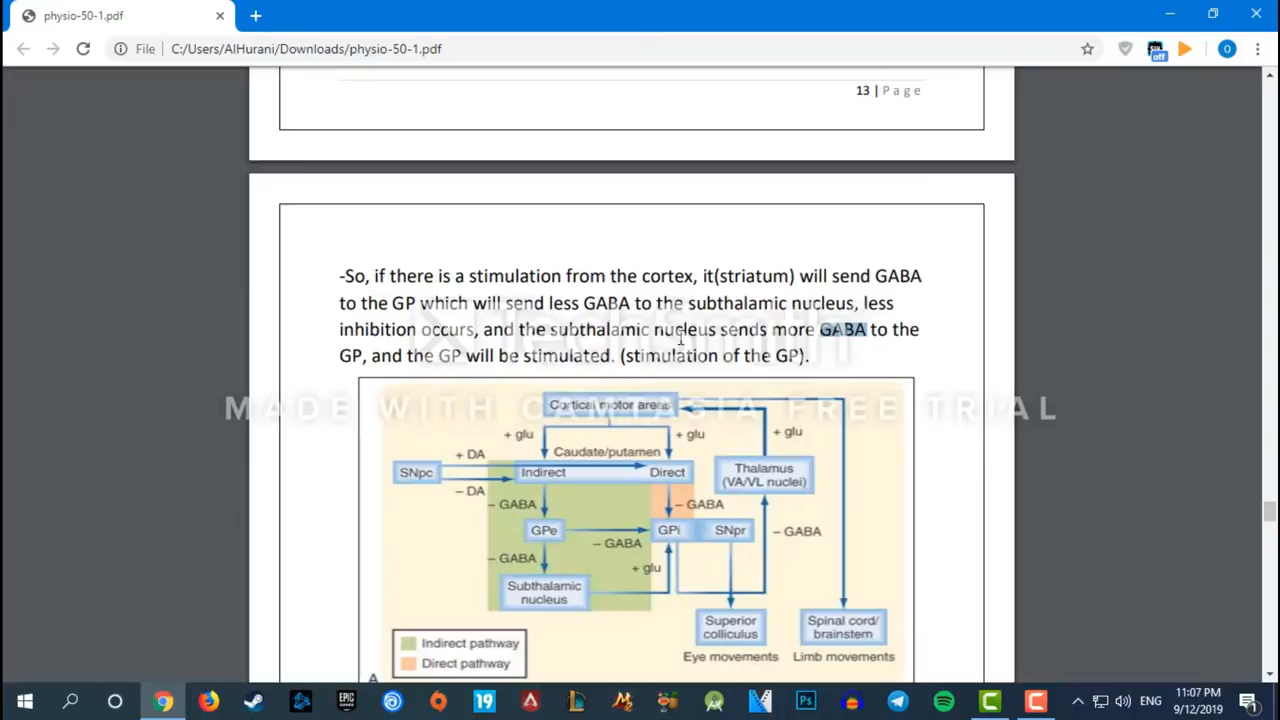 physio-50-1.pdf
File C:/Users/AlHurani/Downloads/physio-50-1.pdf
off
O
13 | Page
-So, if there is a stimulation from the cortex, it(striatum) will send GABA
to the GP which will send less GABA to the subthalamic nucleus, less
inhibition occurs, and the subthalamic nucleus sends more GABA to the
GP, and the GP will be stimulated. (stimulation of the GP).
TechSmith
MADE WITH CAMTASIA FREE TRIAL
Cortical motor areas
+ glu
+ glu
+ glu
Caudate/putamen
+ DA
SNpc
Indirect
Direct
Thalamus
(VA/VL nuclei)
– DA
– GABA
– GABA
GPe
GPi
SNpr
– GABA
– GABA
– GABA
+ glu
Subthalamic
nucleus
Superior
colliculus
Spinal cord/
brainstem
Indirect pathway
Eye movements
Limb movements
Direct pathway
A
19
Ps
ENG
11:07 PM
9/12/2019